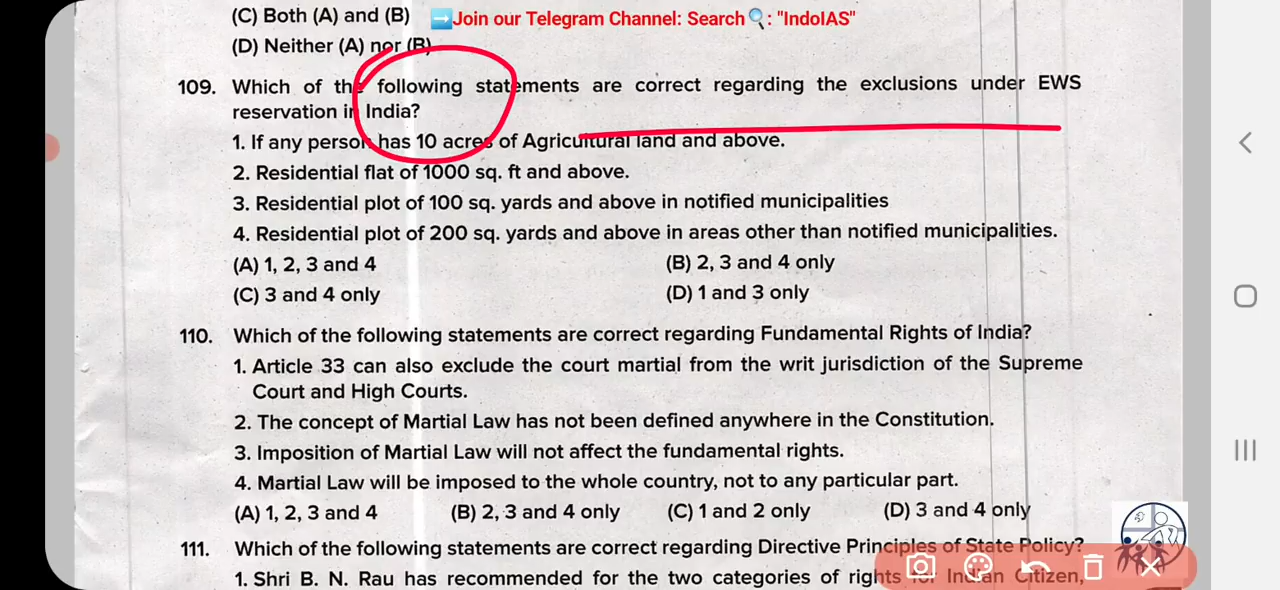 (C) Both (A) and (B) ➡Join our Telegram Channel: Search🔍: "IndoIAS"
(D) Neither (A) nor (B)
109. Which of the following statements are correct regarding the exclusions under EWS
reservation in India?
1. If any person has 10 acres of Agricultural land and above.
2. Residential flat of 1000 sq. ft and above.
3. Residential plot of 100 sq. yards and above in notified municipalities
4. Residential plot of 200 sq. yards and above in areas other than notified municipalities.
(A) 1, 2, 3 and 4 (B) 2, 3 and 4 only
(C) 3 and 4 only (D) 1 and 3 only
110. Which of the following statements are correct regarding Fundamental Rights of India?
1. Article 33 can also exclude the court martial from the writ jurisdiction of the Supreme
Court and High Courts.
2. The concept of Martial Law has not been defined anywhere in the Constitution.
3. Imposition of Martial Law will not affect the fundamental rights.
4. Martial Law will be imposed to the whole country, not to any particular part.
(A) 1, 2, 3 and 4 (B) 2, 3 and 4 only (C) 1 and 2 only (D) 3 and 4 only
111. Which of the following statements are correct regarding Directive Principles of State Policy?
1. Shri B. N. Rau has recommended for the two categories of rights for Indian Citizen,